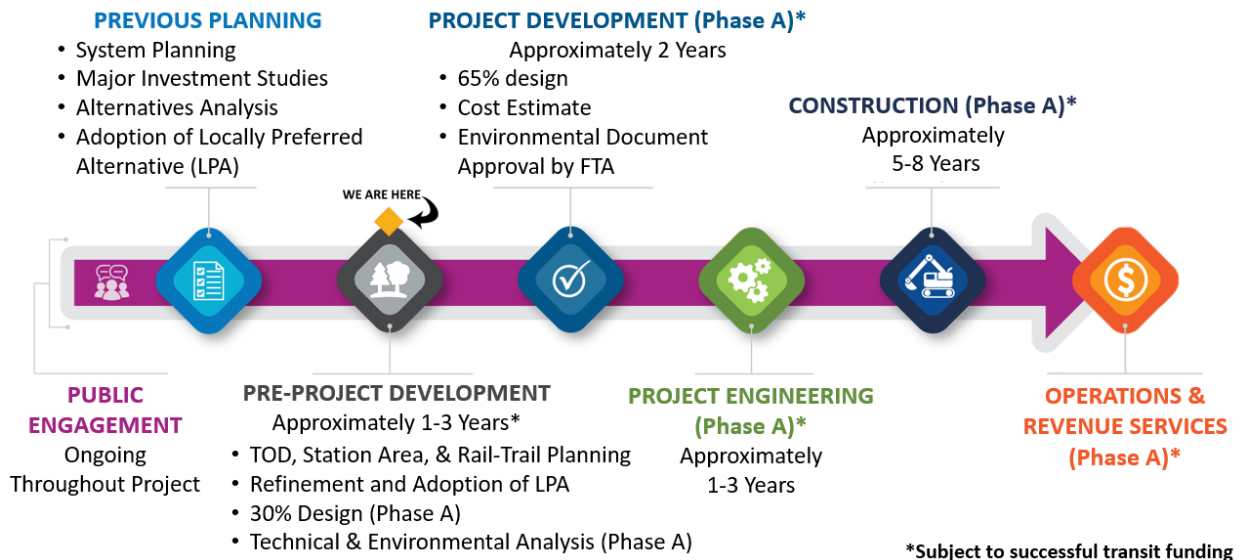 PREVIOUS PLANNING
• System Planning
• Major Investment Studies
• Alternatives Analysis
• Adoption of Locally Preferred
Alternative (LPA)
PROJECT DEVELOPMENT (Phase A)*
Approximately 2 Years
• 65% design
• Cost Estimate
• Environmental Document
Approval by FTA
CONSTRUCTION (Phase A)*
Approximately
5-8 Years
WE ARE HERE
PUBLIC
ENGAGEMENT
Ongoing
Throughout Project
PRE-PROJECT DEVELOPMENT
Approximately 1-3 Years*
• TOD, Station Area, & Rail-Trail Planning
• Refinement and Adoption of LPA
• 30% Design (Phase A)
• Technical & Environmental Analysis (Phase A)
PROJECT ENGINEERING
(Phase A)*
Approximately
1-3 Years
OPERATIONS &
REVENUE SERVICES
(Phase A)*
*Subject to successful transit funding